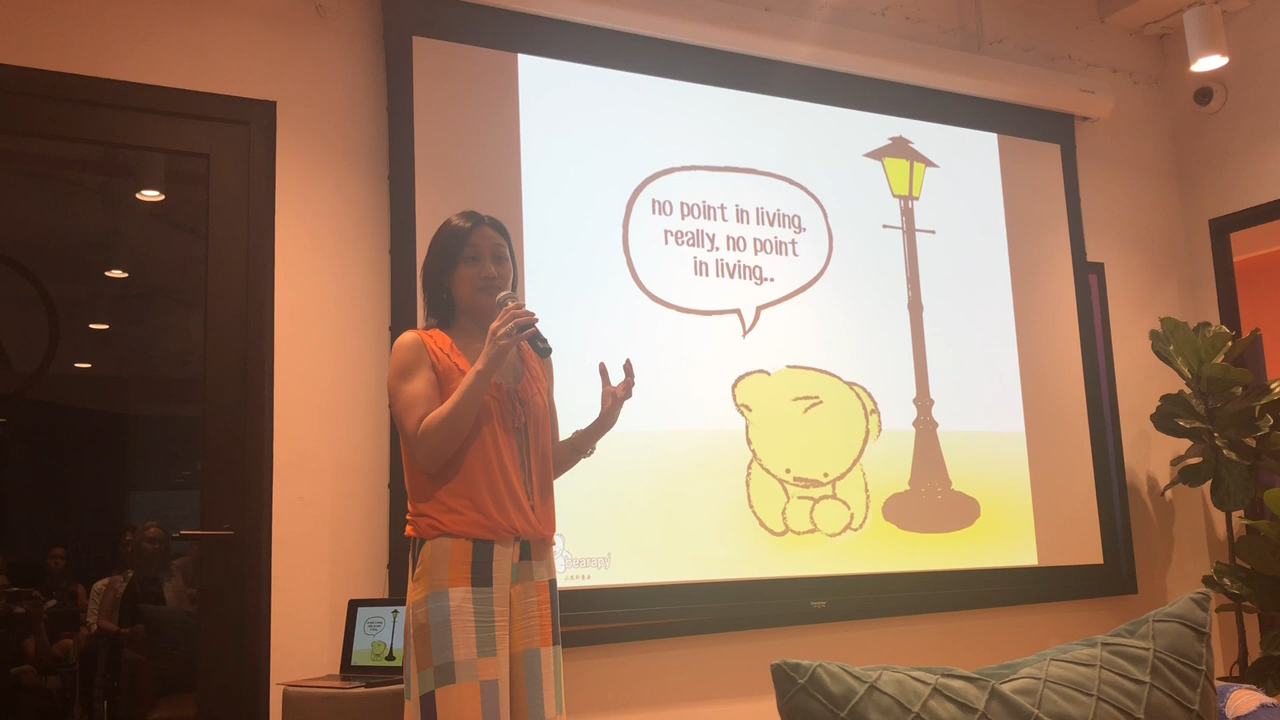 no point in living,
really, no point
in living..
Bearapy